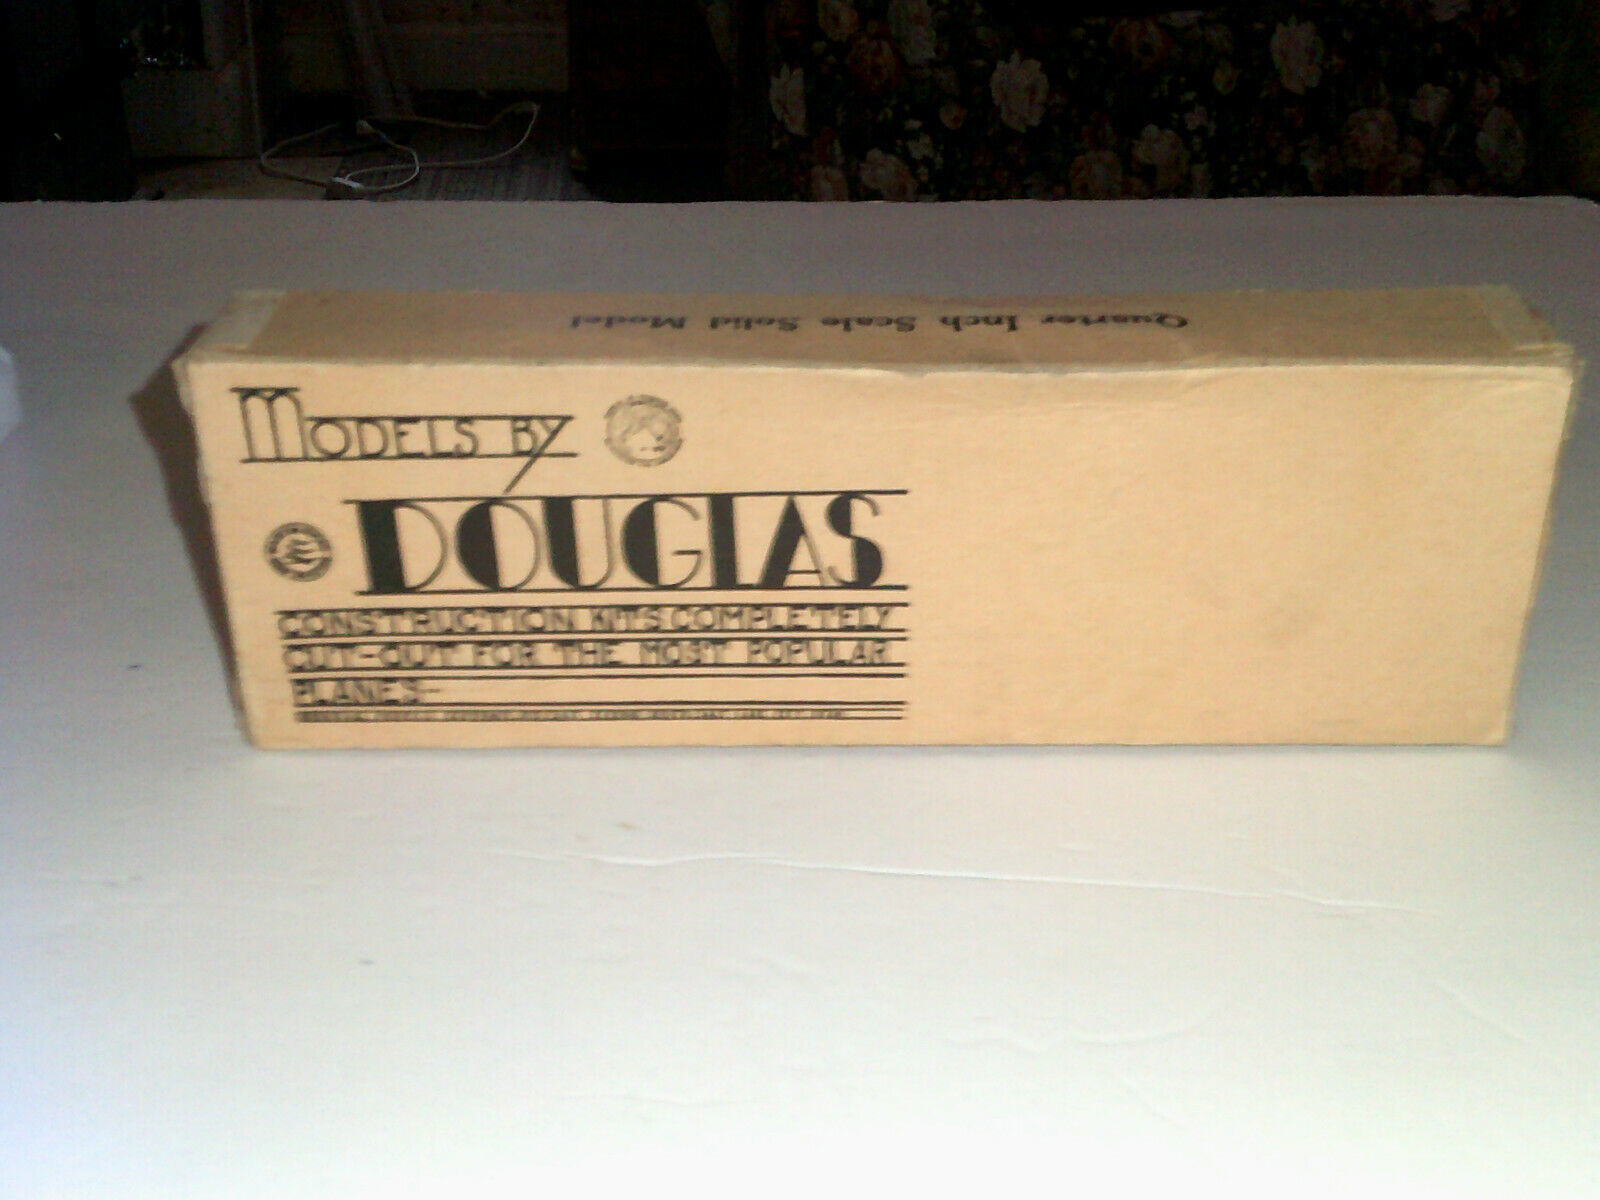 Quarter Inch Scale Solid Model
MODELS BY
DOUGLAS
CONSTRUCTION KITS COMPLETELY
CUT-OUT FOR THE MOST POPULAR
PLANES-